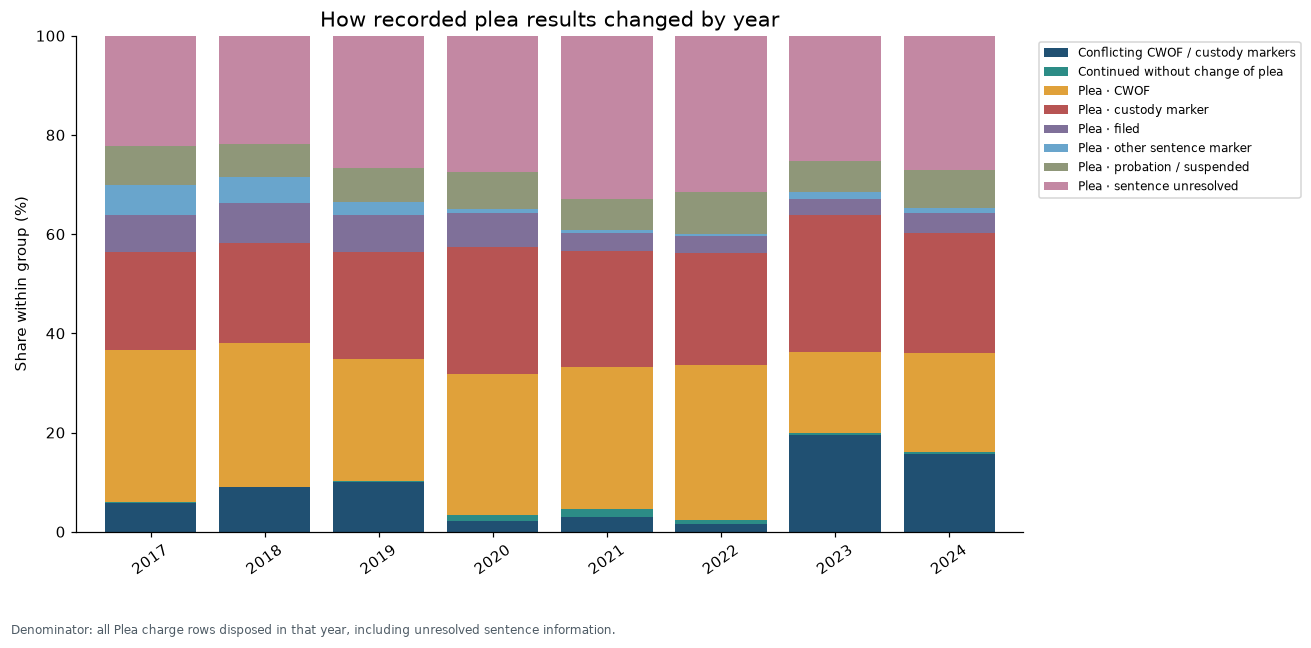 How recorded plea results changed by year
Share within group (%)
100
80
60
40
20
0
2017
2018
2019
2020
2021
2022
2023
2024
Conflicting CWOF / custody markers
Continued without change of plea
Plea · CWOF
Plea · custody marker
Plea · filed
Plea · other sentence marker
Plea · probation / suspended
Plea · sentence unresolved
Denominator: all Plea charge rows disposed in that year, including unresolved sentence information.